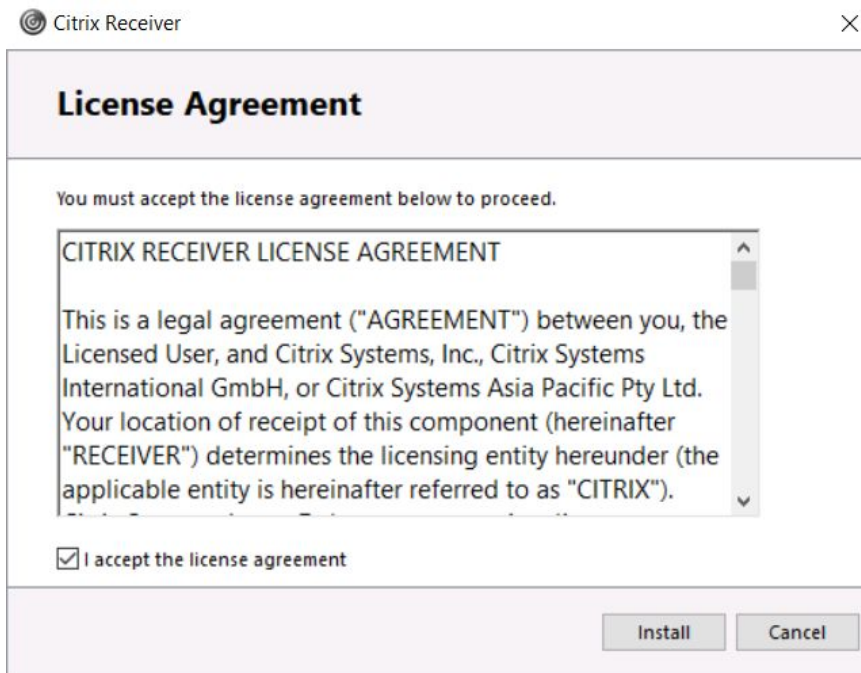 Citrix Receiver
License Agreement
You must accept the license agreement below to proceed.
CITRIX RECEIVER LICENSE AGREEMENT
This is a legal agreement ("AGREEMENT") between you, the
Licensed User, and Citrix Systems, Inc., Citrix Systems
International GmbH, or Citrix Systems Asia Pacific Pty Ltd.
Your location of receipt of this component (hereinafter
"RECEIVER") determines the licensing entity hereunder (the
applicable entity is hereinafter referred to as "CITRIX").
I accept the license agreement
Install
Cancel